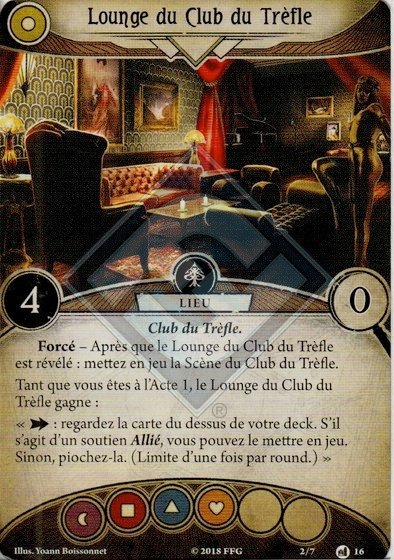 Lounge du Club du Trèfle
4
LIEU
0
Club du Trèfle.
Forcé – Après que le Lounge du Club du Trèfle
est révélé : mettez en jeu la Scène du Club du Trèfle.
Tant que vous êtes à l'Acte 1, le Lounge du Club du
Trèfle gagne :
« : regardez la carte du dessus de votre deck. S'il
s'agit d'un soutien Allié, vous pouvez le mettre en jeu.
Sinon, piochez-la. (Limite d'une fois par round.) »
Illus. Yoann Boissonnet
© 2018 FFG
2/7
16